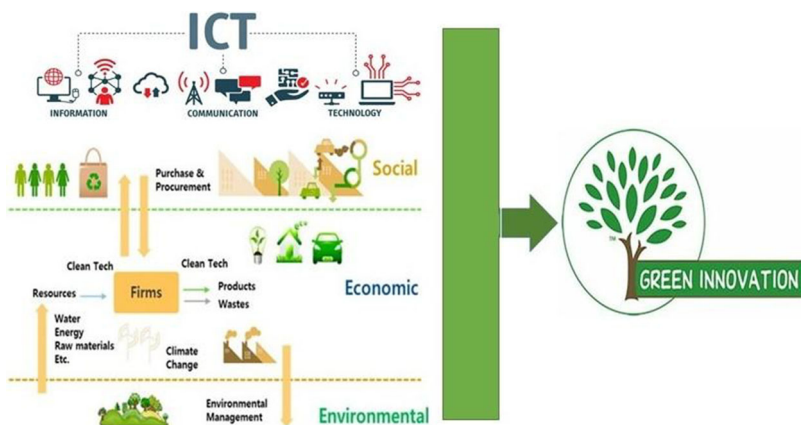 ICT
INFORMATION
COMMUNICATION
TECHNOLOGY
Purchase &
Procurement
Social
Clean Tech
Clean Tech
Resources
Firms
Products
Wastes
Economic
Water
Energy
Raw materials
Etc.
Climate
Change
Environmental
Management
Environmental
TM
GREEN INNOVATION